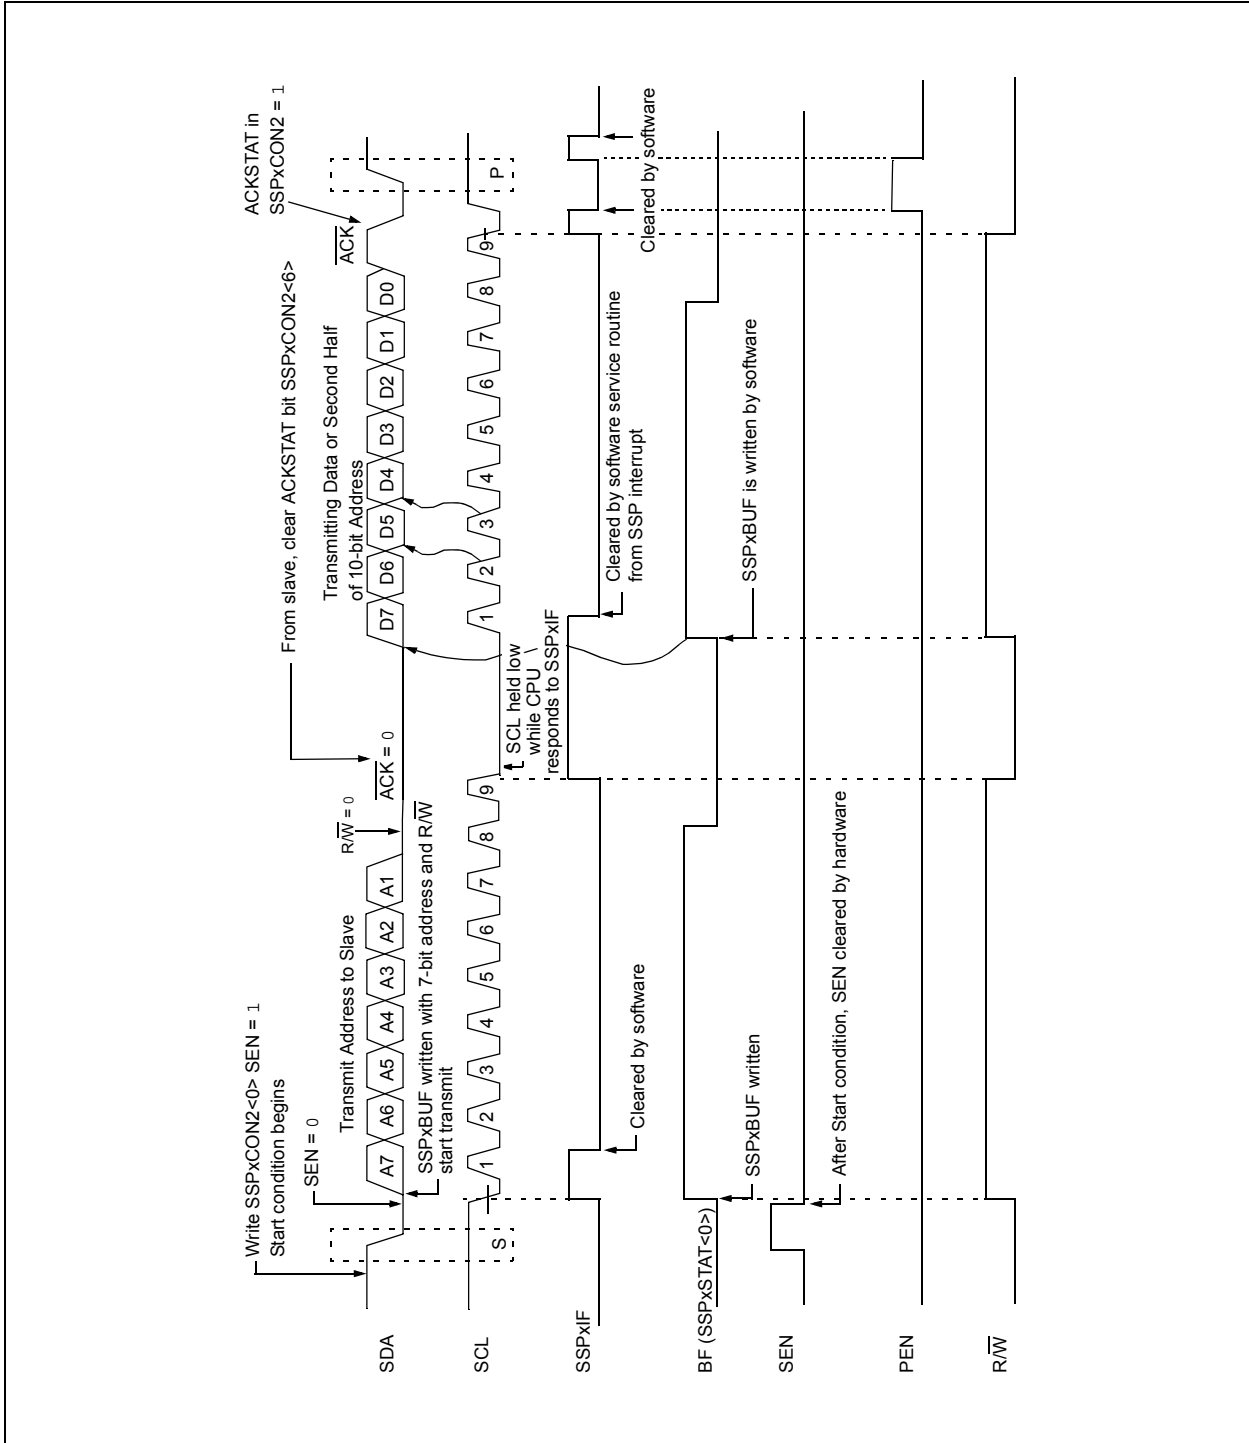 Write SSPxCON2<0> SEN = 1
Start condition begins
SEN = 0
Transmit Address to Slave
R/W = 0
From slave, clear ACKSTAT bit SSPxCON2<6>
ACK = 0
Transmitting Data or Second Half
of 10-bit Address
ACKSTAT in
SSPxCON2 = 1
ACK
SDA
A7 A6 A5 A4 A3 A2 A1
D7 D6 D5 D4 D3 D2 D1 D0
SSPxBUF written with 7-bit address and R/W
start transmit
SCL
S
1 2 3 4 5 6 7 8 9
1 2 3 4 5 6 7 8 9
P
SCL held low
while CPU
responds to SSPxIF
SSPxIF
Cleared by software
Cleared by software service routine
from SSP interrupt
Cleared by software
BF (SSPxSTAT<0>)
SSPxBUF written
SSPxBUF is written by software
SEN
After Start condition, SEN cleared by hardware
PEN
R/W